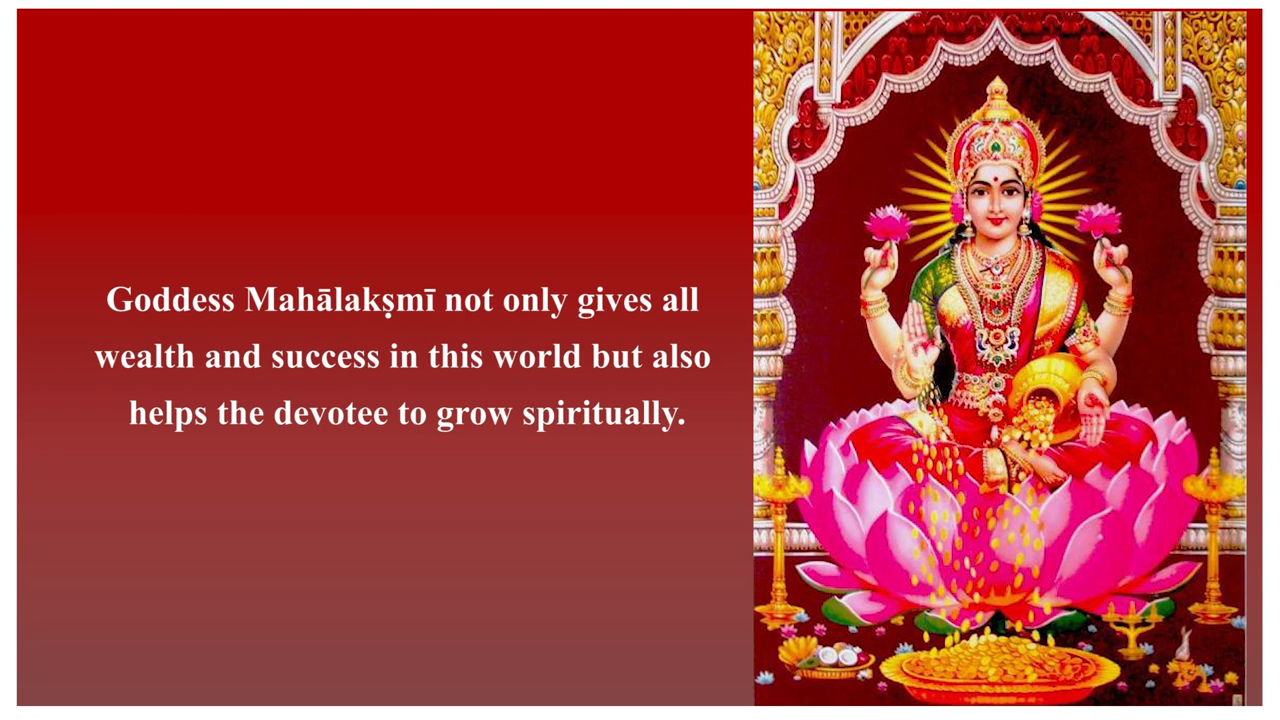 Goddess Mahālakṣmī not only gives all
wealth and success in this world but also
helps the devotee to grow spiritually.